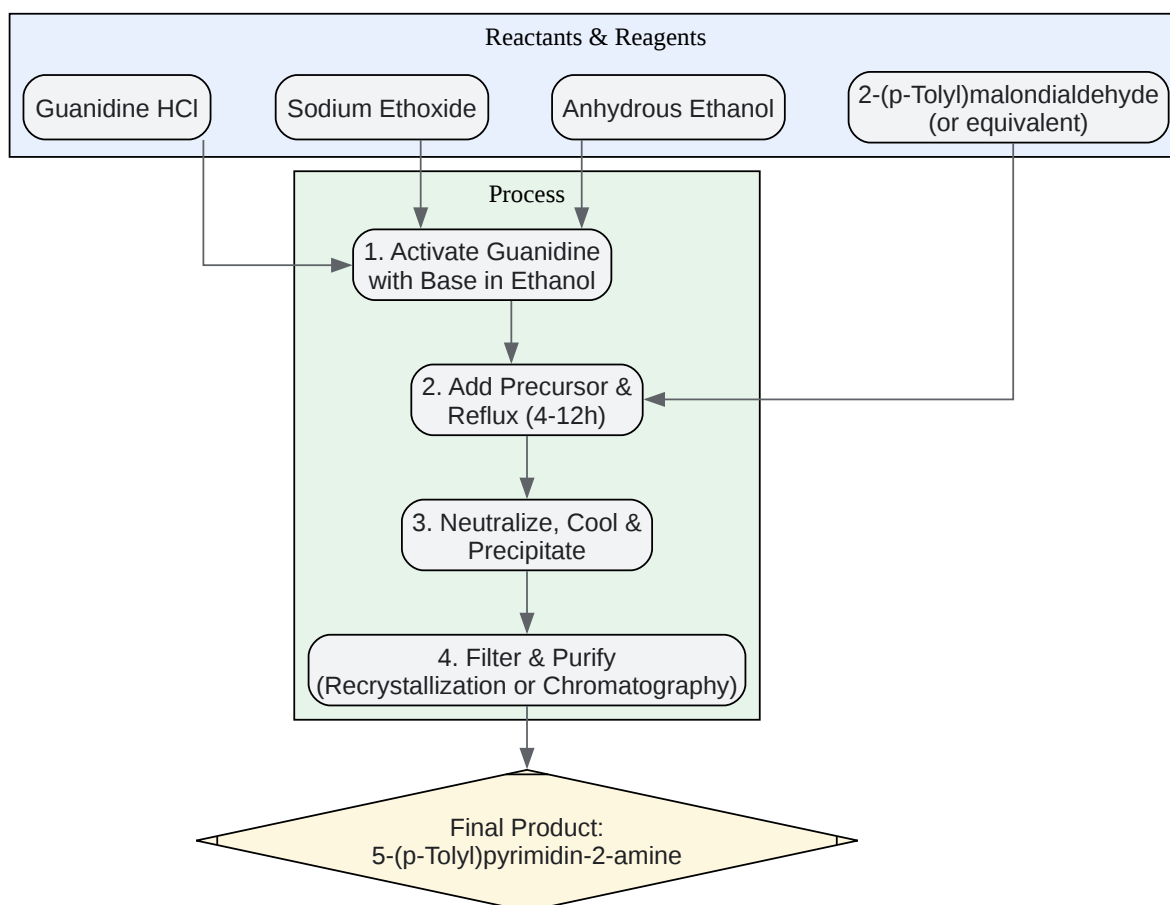 Reactants & Reagents
Guanidine HCl
Sodium Ethoxide
Anhydrous Ethanol
2-(p-Tolyl)malondialdehyde
(or equivalent)
Process
1. Activate Guanidine
with Base in Ethanol
2. Add Precursor &
Reflux (4-12h)
3. Neutralize, Cool &
Precipitate
4. Filter & Purify
(Recrystallization or Chromatography)
Final Product:
5-(p-Tolyl)pyrimidin-2-amine